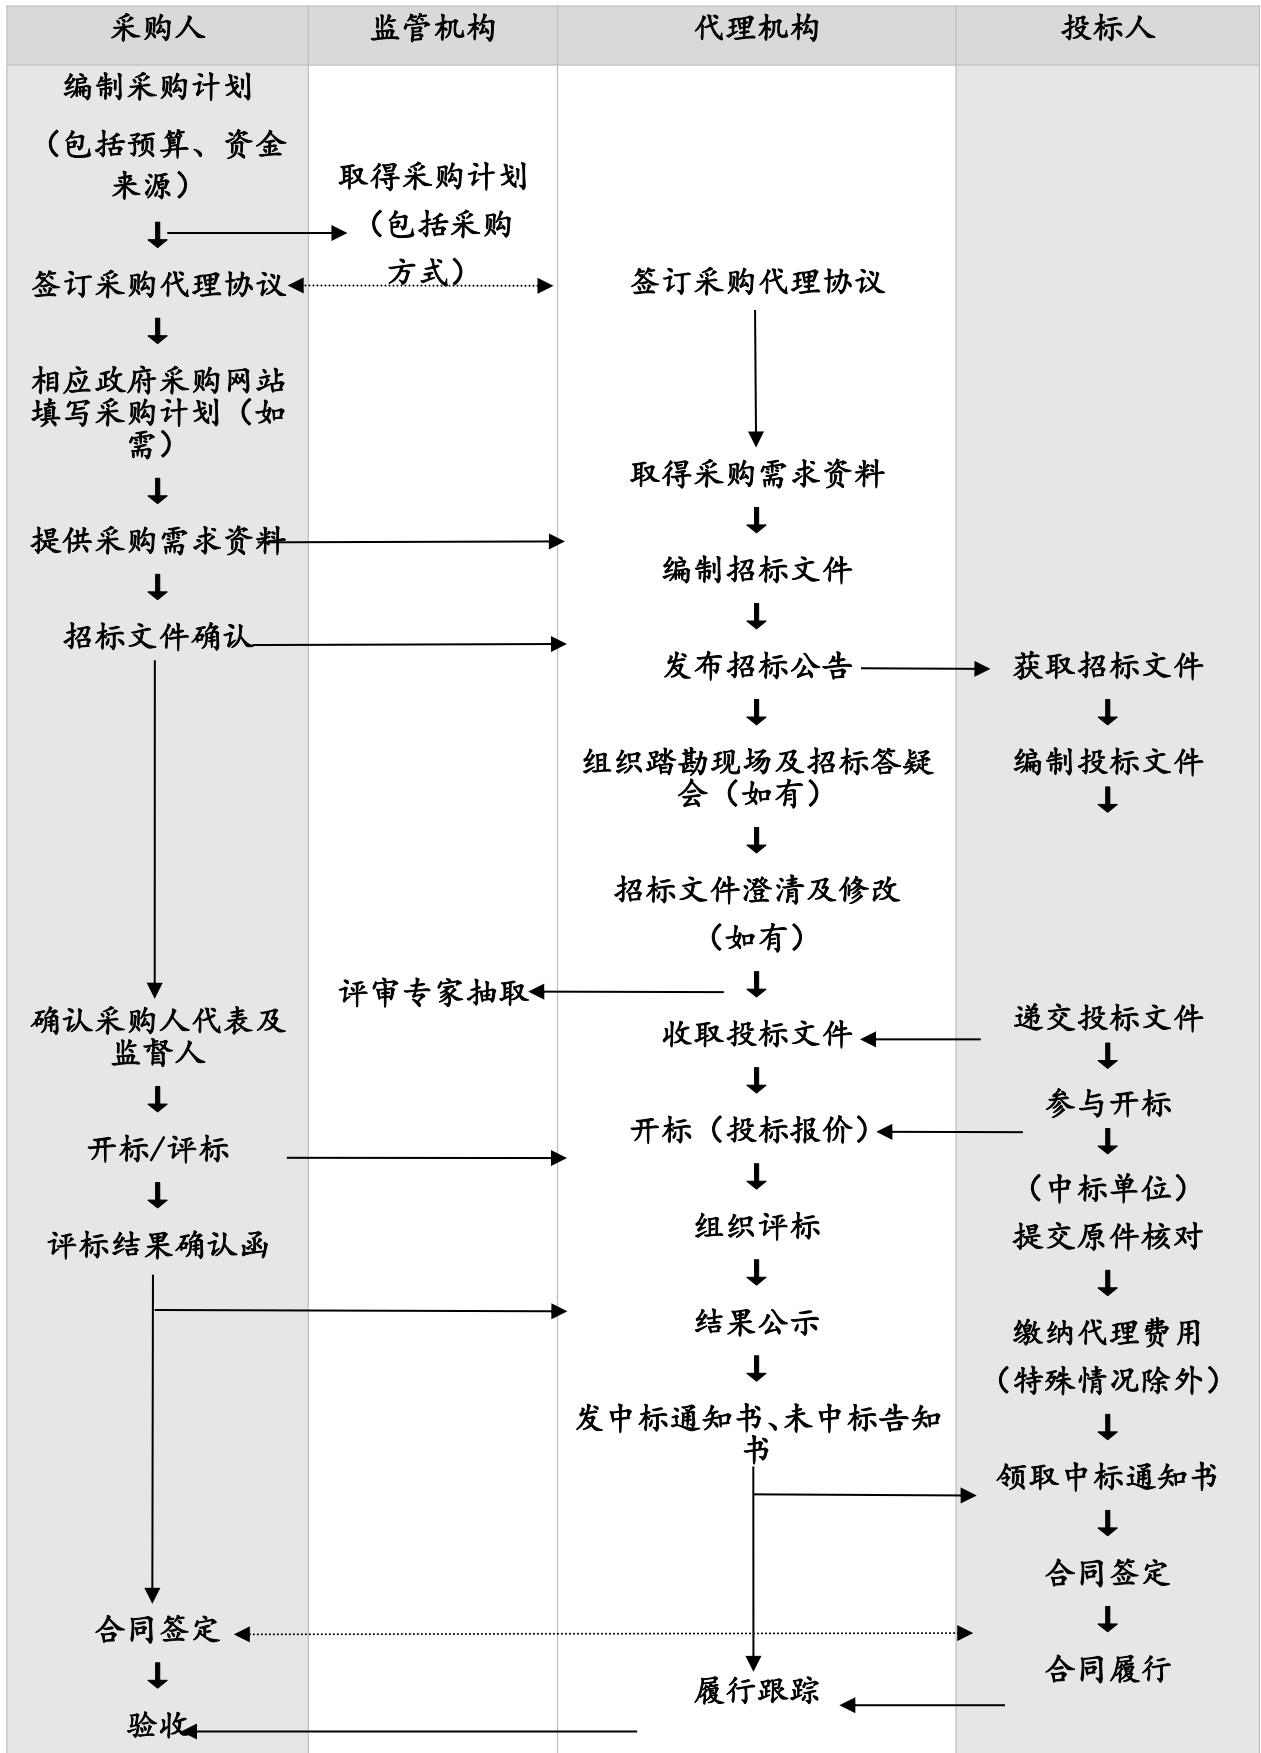 采购人 监管机构 代理机构 投标人
编制采购计划
（包括预算、资金
来源）
签订采购代理协议
相应政府采购网站
填写采购计划（如
需）
提供采购需求资料
招标文件确认
确认采购人代表及
监督人
开标/评标
评标结果确认函
合同签定
验收
取得采购计划
（包括采购
方式）
评审专家抽取
签订采购代理协议
取得采购需求资料
编制招标文件
发布招标公告
组织踏勘现场及招标答疑
会（如有）
招标文件澄清及修改
（如有）
收取投标文件
开标（投标报价）
组织评标
结果公示
发中标通知书、未中标告知
书
履行跟踪
获取招标文件
编制投标文件
递交投标文件
参与开标
（中标单位）
提交原件核对
缴纳代理费用
（特殊情况除外）
领取中标通知书
合同签定
合同履行